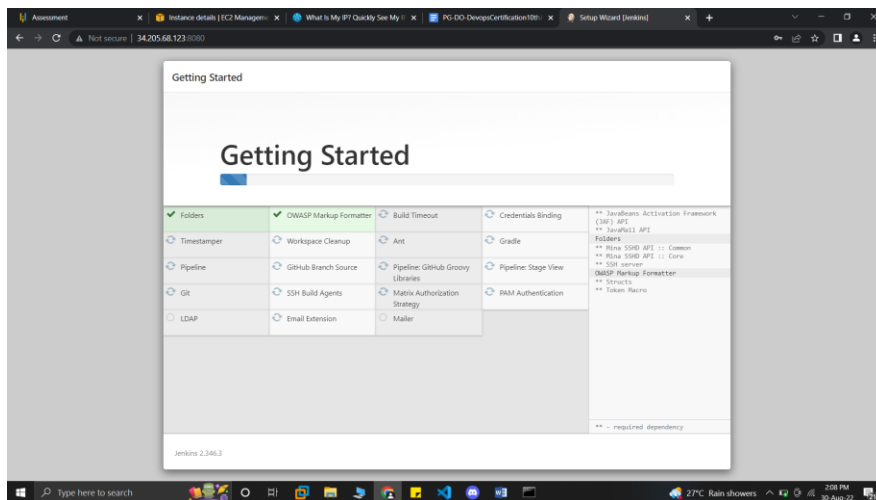 Assessment
Instance details | EC2 Managem
What Is My IP? Quickly See My
PG-DO-DevopsCertification10th
Setup Wizard [Jenkins]
Not secure | 34.205.68.123:8080
Getting Started
Getting Started
Folders
OWASP Markup Formatter
Build Timeout
Credentials Binding
Timestamper
Workspace Cleanup
Ant
Gradle
Pipeline
GitHub Branch Source
Pipeline: GitHub Groovy
Libraries
Pipeline: Stage View
Git
SSH Build Agents
Matrix Authorization
Strategy
PAM Authentication
LDAP
Email Extension
Mailer
** JavaBeans Activation Framework
(JAF) API
** JavaMail API
Folders
** Mina SSHD API :: Common
** Mina SSHD API :: Core
** SSH server
OWASP Markup Formatter
** Structs
** Token Macro
** - required dependency
Jenkins 2.346.3
Type here to search
27°C Rain showers
2:08 PM
30-Aug-22